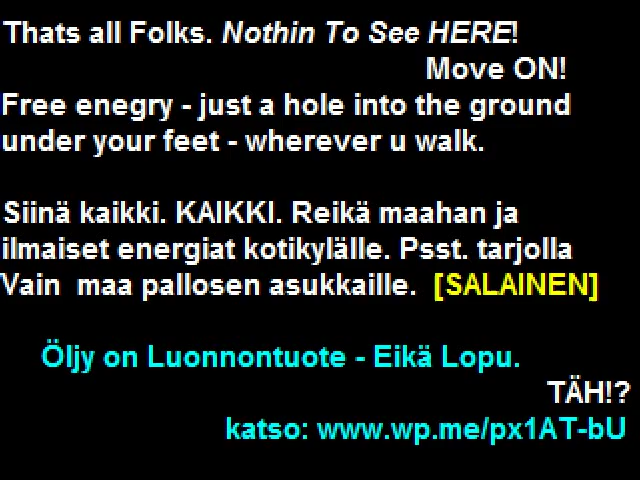 Thats all Folks. Nothin To See HERE!
Move ON!
Free enegry - just a hole into the ground
under your feet - wherever u walk.
Siinä kaikki. KAIKKI. Reikä maahan ja
ilmaiset energiat kotikylälle. Psst. tarjolla
Vain  maa pallosen asukkaille.  [SALAINEN]
Öljy on Luonnontuote - Eikä Lopu.
TÄH!?
katso: www.wp.me/px1AT-bU